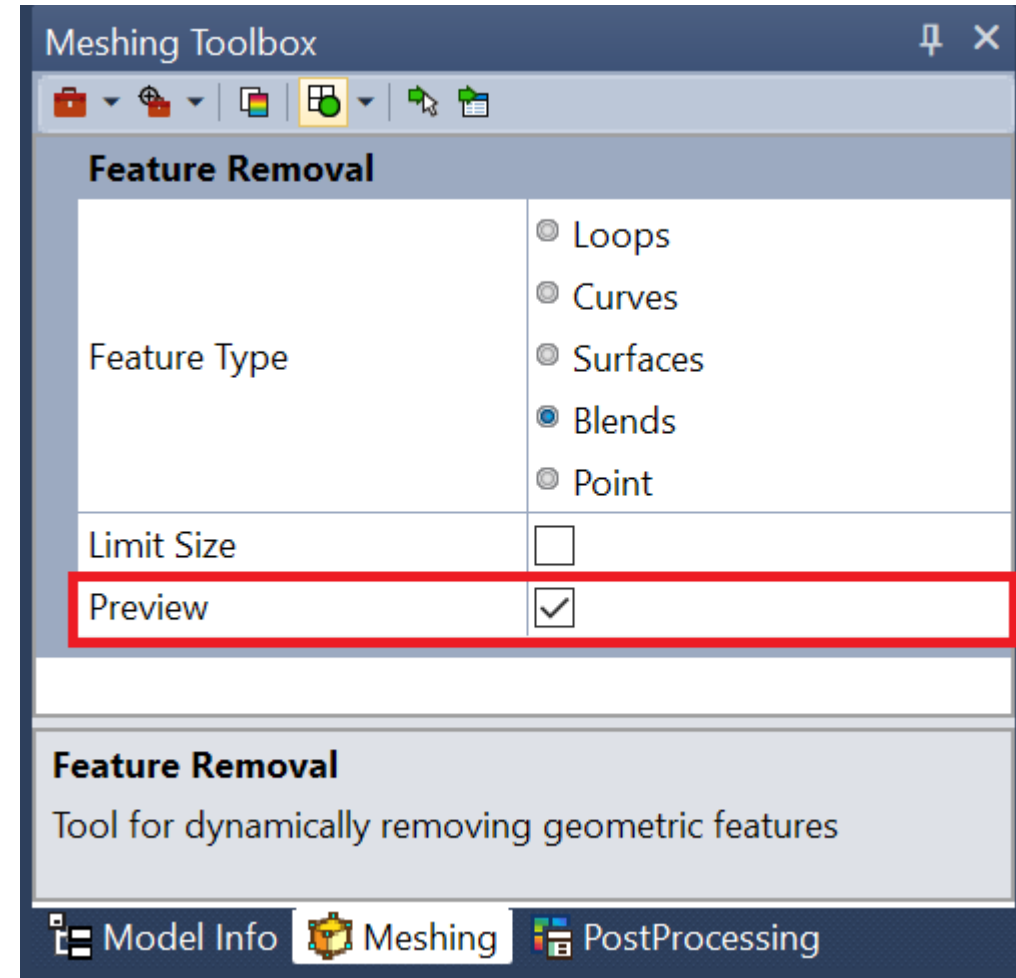 Meshing Toolbox
Feature Removal
Feature Type
Loops
Curves
Surfaces
Blends
Point
Limit Size
Preview
Feature Removal
Tool for dynamically removing geometric features
Model Info Meshing PostProcessing